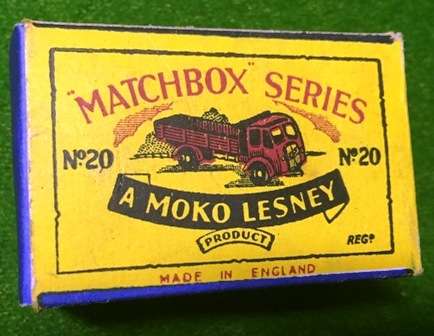 "MATCHBOX" SERIES
Nº20 Nº20
A MOKO LESNEY
PRODUCT
REGD
MADE IN ENGLAND